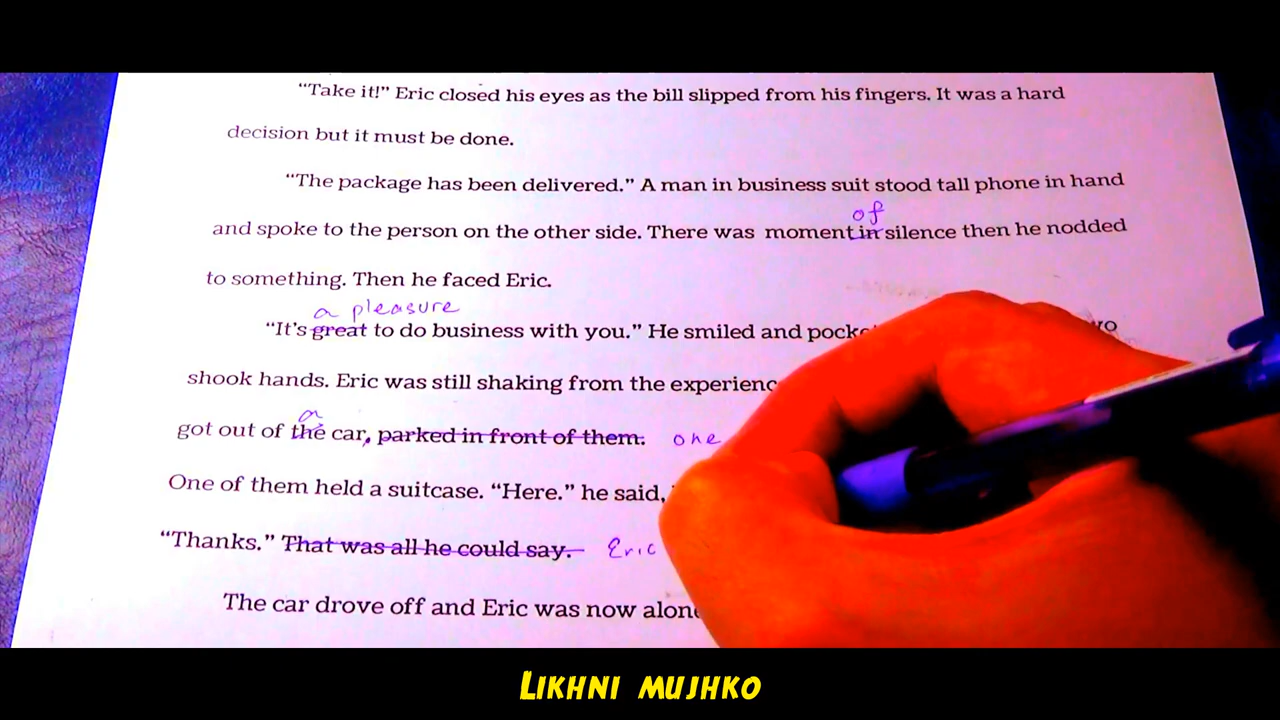 “Take it!” Eric closed his eyes as the bill slipped from his fingers. It was a hard
decision but it must be done.
“The package has been delivered.” A man in business suit stood tall phone in hand
of
and spoke to the person on the other side. There was moment in silence then he nodded
to something. Then he faced Eric.
a pleasure
“It's great to do business with you.” He smiled and
shook hands. Eric was still shaking from the
a
got out of the car, parked in front of them. one
One of them held a suitcase. “Here.” he said,
“Thanks.” That was all he could say. Eric
The car drove off and Eric was now
LIKHNI MUJHKO